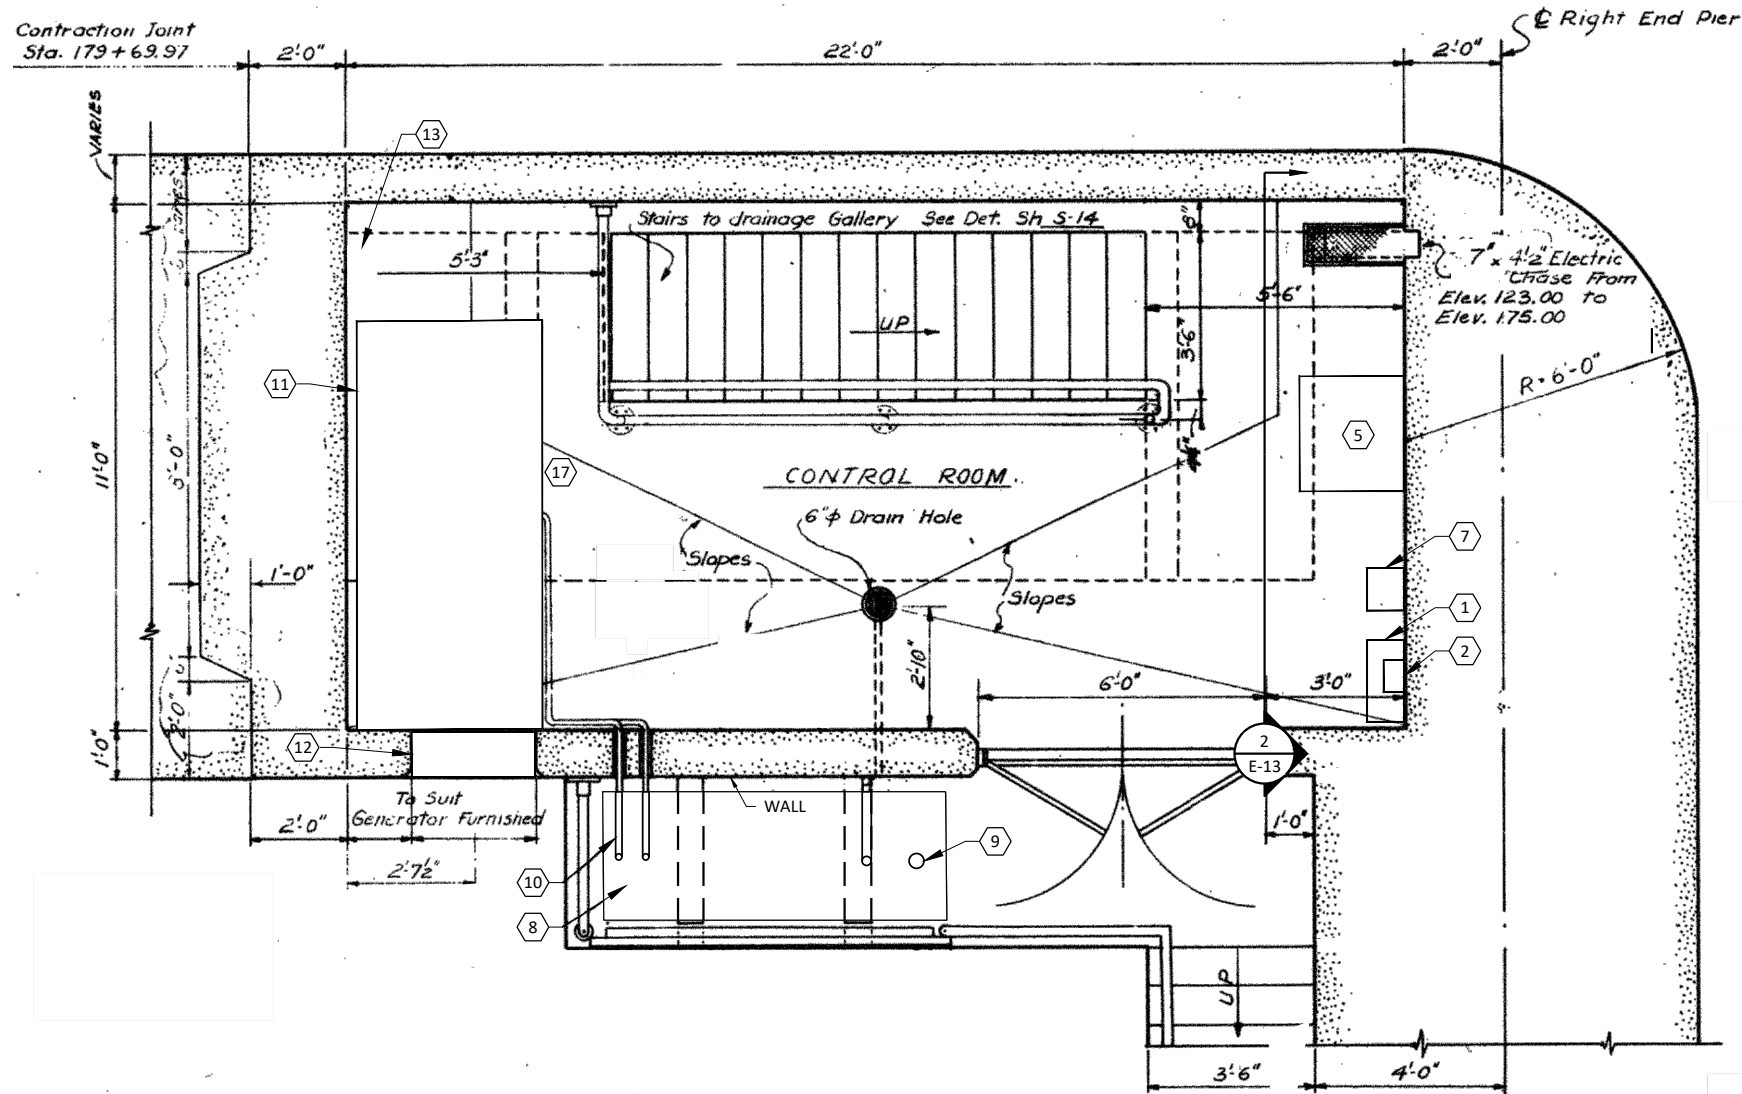 Contraction Joint
Sta. 179+69.97
2'-0"
22'-0"
2'-0"
℄ Right End Pier
VARIES
13
Stairs to drainage Gallery See Det. Sh S-14
8"
5'-3"
7" x 4½" Electric
Chase From
Elev. 123.00 to
Elev. 175.00
5'-6"
UP
3'-6"
R=6'-0"
11
5
11'-0"
17
CONTROL ROOM
6"φ Drain Hole
7
Slopes
1'-0"
Slopes
1
2
2'-10"
6'-0"
3'-0"
1'-0"
2'-0"
12
2
E-13
To Suit
Generator Furnished
WALL
2'-0"
1'-0"
9
2'-7½"
10
8
UP
3'-6"
4'-0"